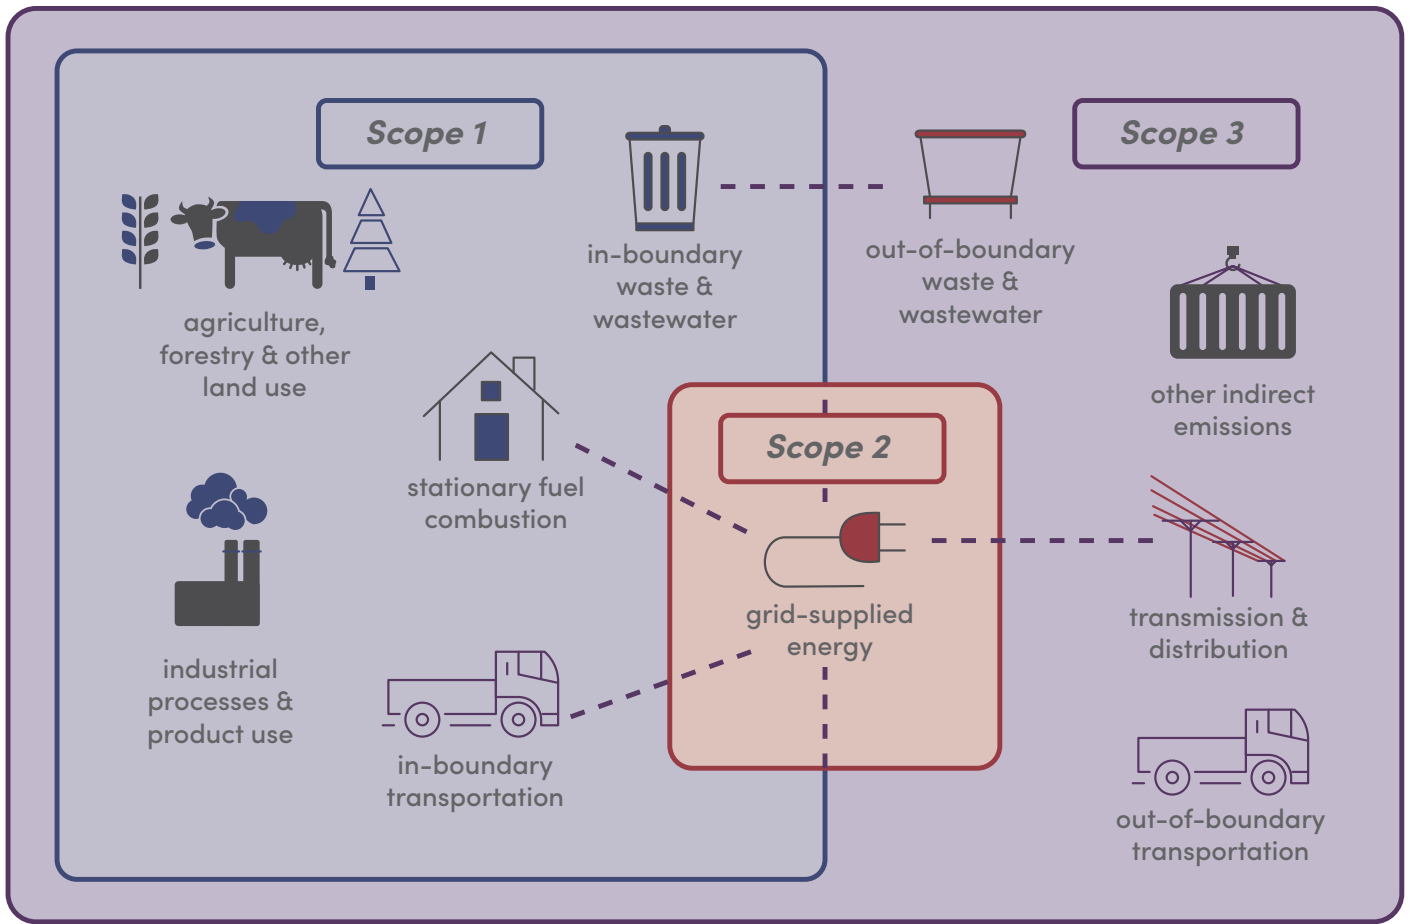 Scope 1
Scope 3
in-boundary
waste &
wastewater
out-of-boundary
waste &
wastewater
agriculture,
forestry & other
land use
other indirect
emissions
Scope 2
stationary fuel
combustion
grid-supplied
energy
transmission &
distribution
industrial
processes &
product use
in-boundary
transportation
out-of-boundary
transportation